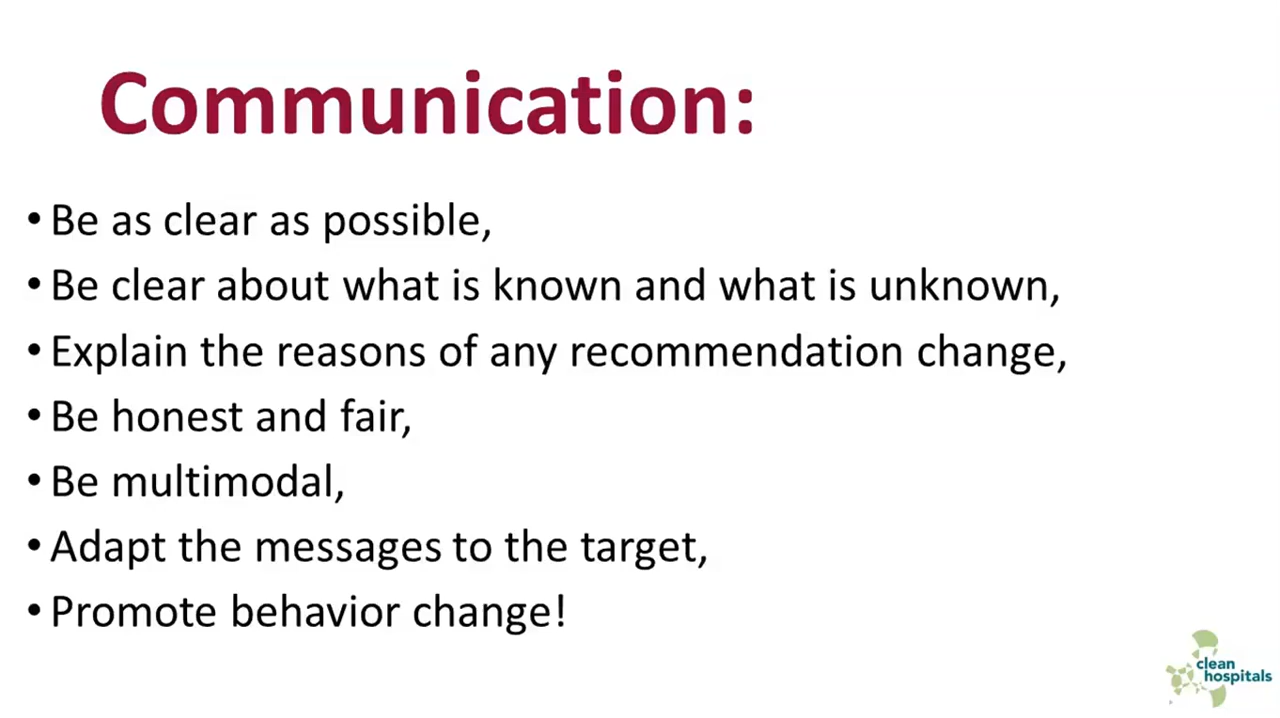 Communication:
• Be as clear as possible,
• Be clear about what is known and what is unknown,
• Explain the reasons of any recommendation change,
• Be honest and fair,
• Be multimodal,
• Adapt the messages to the target,
• Promote behavior change!
clean
hospitals